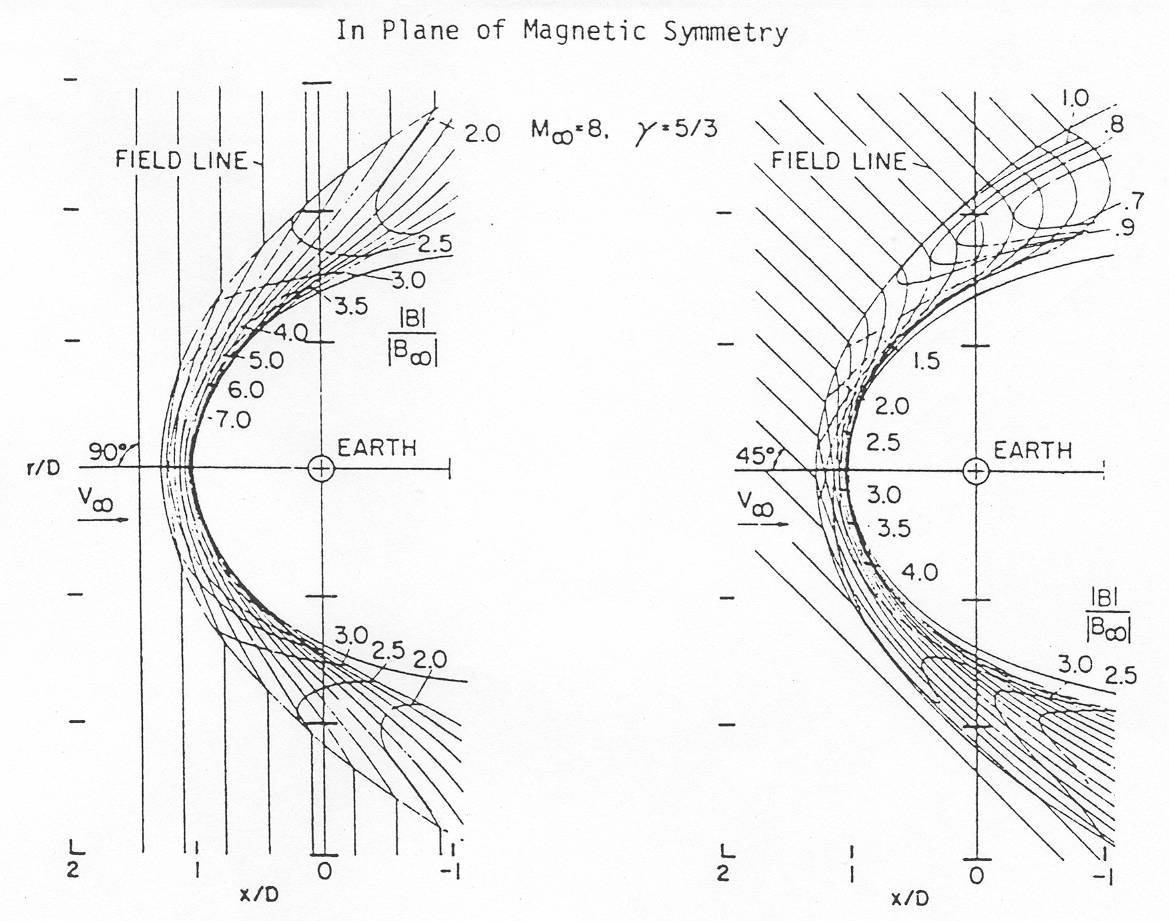 In Plane of Magnetic Symmetry
M∞=8, γ=5/3
FIELD LINE
2.0
2.5
3.0
3.5
4.0
5.0
6.0
7.0
|B|
|B∞|
90°
r/D
V∞
EARTH
3.0
2.5
2.0
2
1
0
-1
x/D
FIELD LINE
1.0
.8
.7
.9
1.5
2.0
2.5
45°
V∞
EARTH
3.0
3.5
4.0
|B|
|B∞|
3.0
2.5
2
1
0
-1
x/D